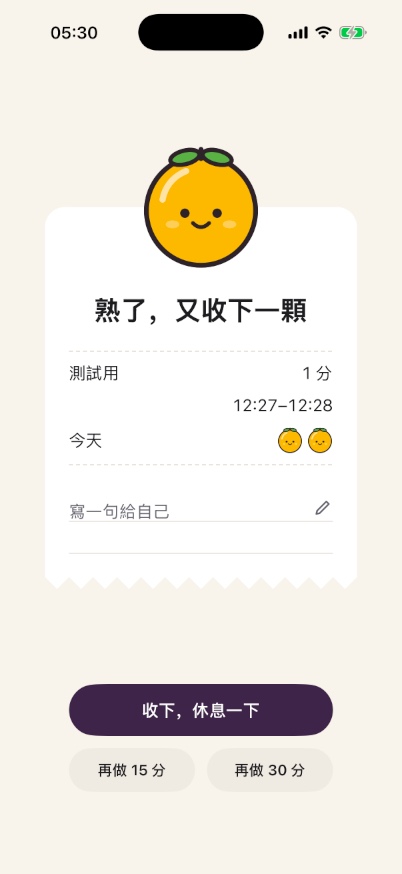 05:30
熟了，又收下一顆
測試用 1 分
12:27–12:28
今天
寫一句給自己
收下，休息一下
再做 15 分 再做 30 分